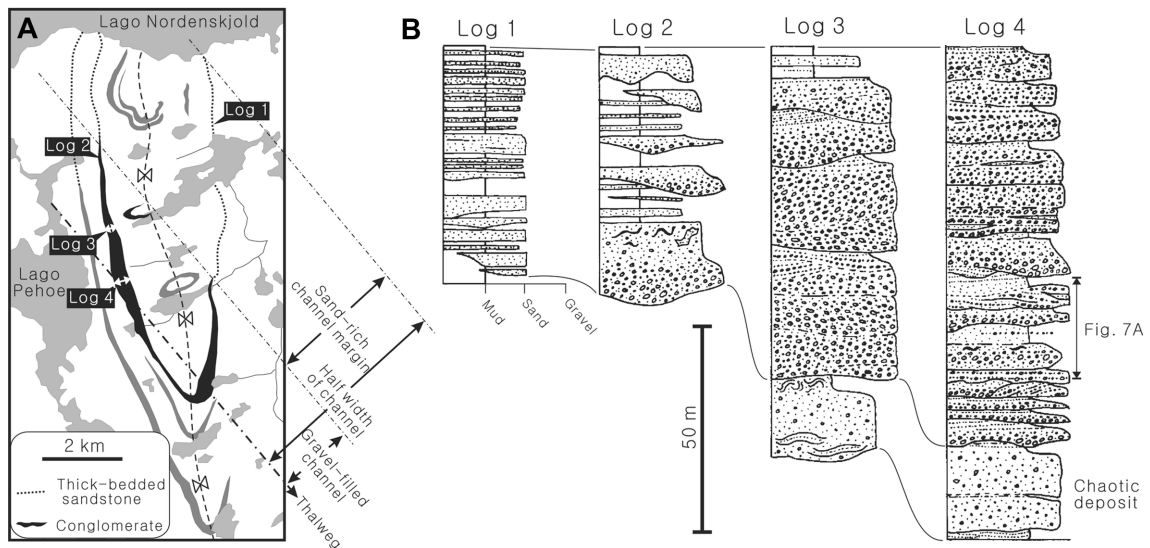 A
Lago Nordenskjold
Log 1
Log 2
Log 3
Log 4
Lago
Pehoe
2 km
Thick-bedded
sandstone
Conglomerate
Sand-rich
channel margin
Half width
of channel
Gravel-filled
channel
Thalweg
B
Log 1
Log 2
Log 3
Log 4
Mud
Sand
Gravel
50 m
Fig. 7A
Chaotic
deposit